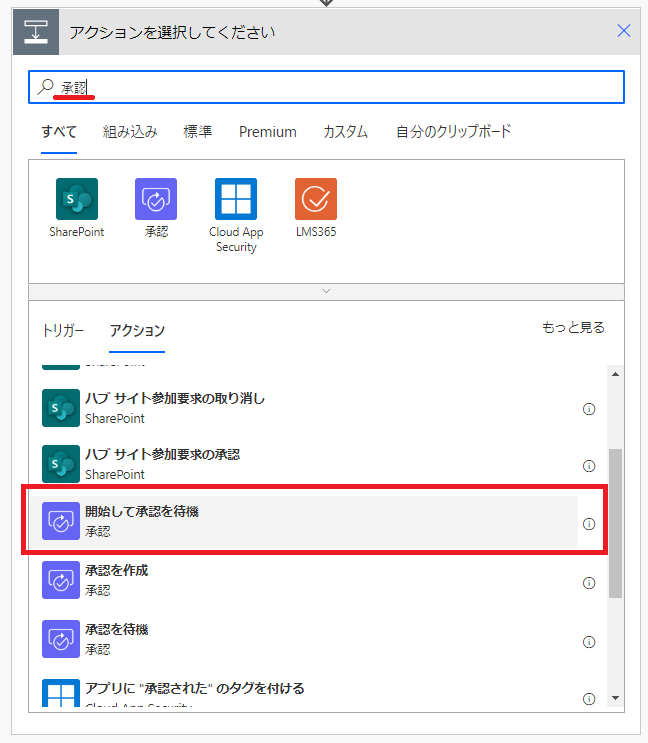 アクションを選択してください
承認
すべて 組み込み 標準 Premium カスタム 自分のクリップボード
SharePoint 承認 Cloud App Security LMS365
トリガー アクション もっと見る
ハブ サイト参加要求の取り消し
SharePoint
ハブ サイト参加要求の承認
SharePoint
開始して承認を待機
承認
承認を作成
承認
承認を待機
承認
アプリに "承認された" のタグを付ける
Cloud App Security